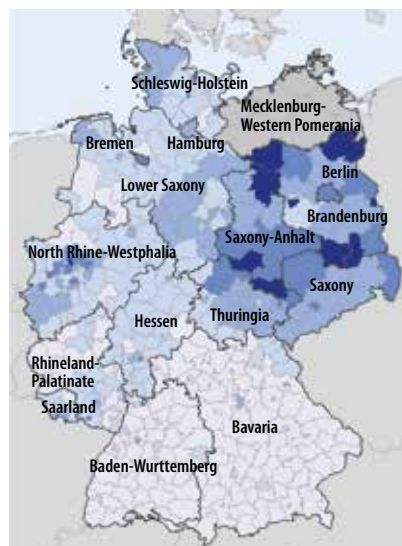 Schleswig-Holstein
Mecklenburg-
Western Pomerania
Bremen
Hamburg
Berlin
Lower Saxony
Brandenburg
Saxony-Anhalt
North Rhine-Westphalia
Saxony
Thuringia
Hessen
Rhineland-
Palatinate
Saarland
Bavaria
Baden-Wurttemberg